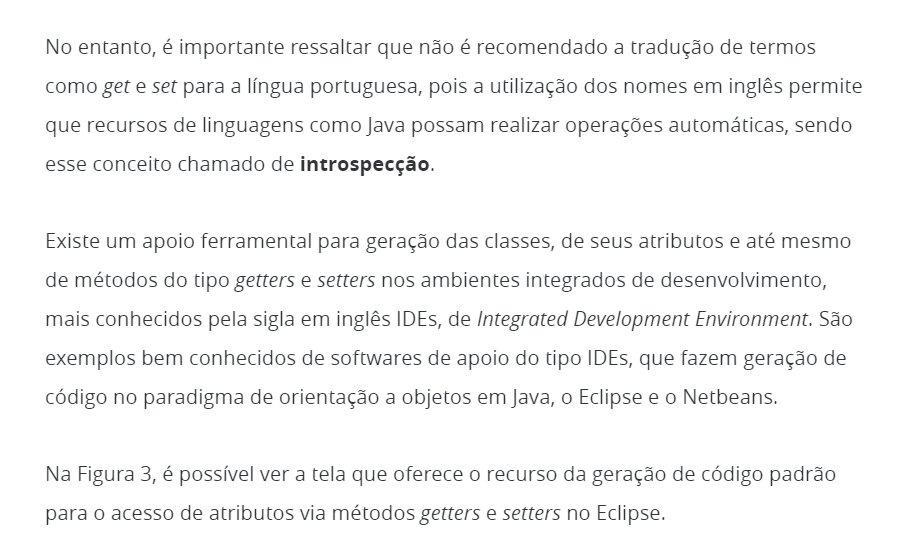 No entanto, é importante ressaltar que não é recomendado a tradução de termos
como get e set para a língua portuguesa, pois a utilização dos nomes em inglês permite
que recursos de linguagens como Java possam realizar operações automáticas, sendo
esse conceito chamado de introspecção.
Existe um apoio ferramental para geração das classes, de seus atributos e até mesmo
de métodos do tipo getters e setters nos ambientes integrados de desenvolvimento,
mais conhecidos pela sigla em inglês IDEs, de Integrated Development Environment. São
exemplos bem conhecidos de softwares de apoio do tipo IDEs, que fazem geração de
código no paradigma de orientação a objetos em Java, o Eclipse e o Netbeans.
Na Figura 3, é possível ver a tela que oferece o recurso da geração de código padrão
para o acesso de atributos via métodos getters e setters no Eclipse.